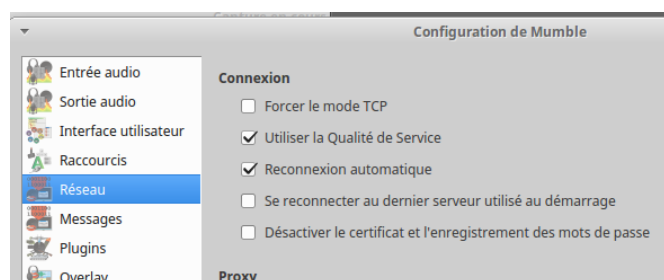 Configuration de Mumble
Entrée audio
Sortie audio
Interface utilisateur
Raccourcis
Réseau
Messages
Plugins
Overlay
Connexion
Forcer le mode TCP
Utiliser la Qualité de Service
Reconnexion automatique
Se reconnecter au dernier serveur utilisé au démarrage
Désactiver le certificat et l'enregistrement des mots de passe
Proxy